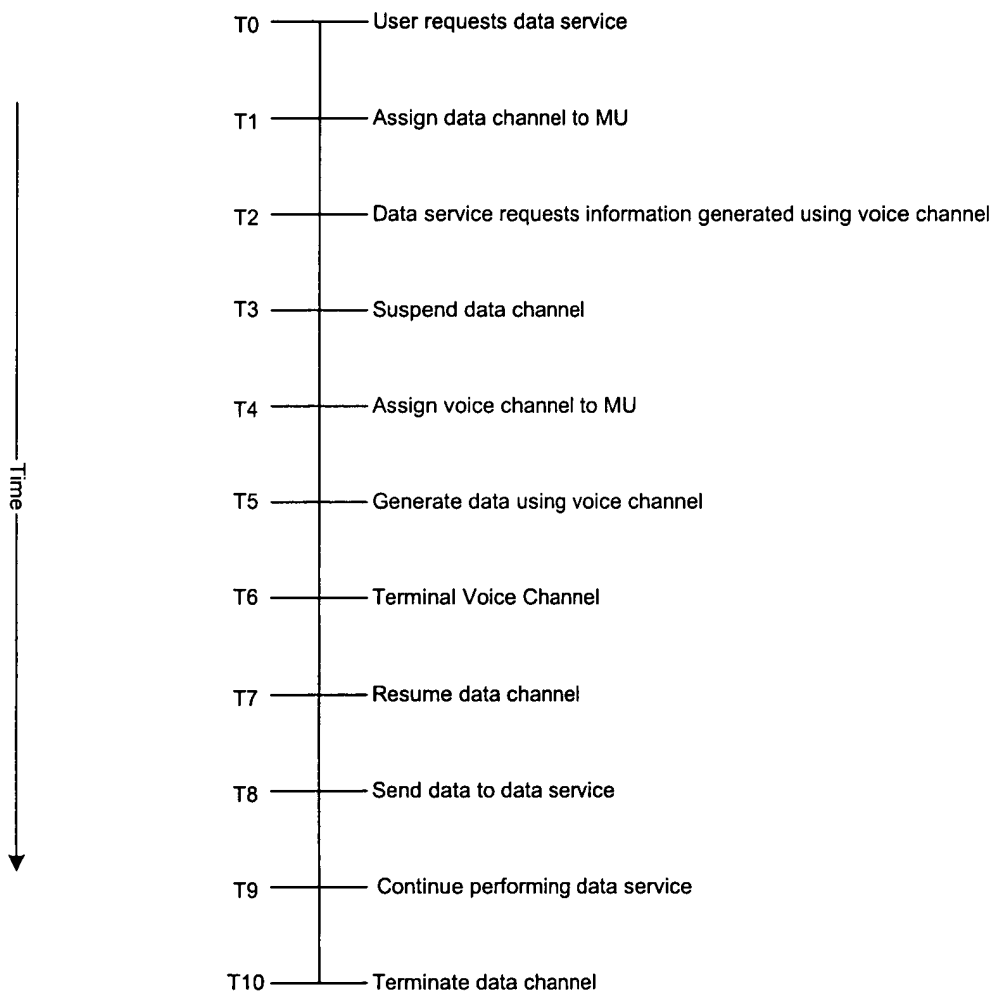 T0 User requests data service
T1 Assign data channel to MU
T2 Data service requests information generated using voice channel
T3 Suspend data channel
T4 Assign voice channel to MU
Time
T5 Generate data using voice channel
T6 Terminal Voice Channel
T7 Resume data channel
T8 Send data to data service
T9 Continue performing data service
T10 Terminate data channel